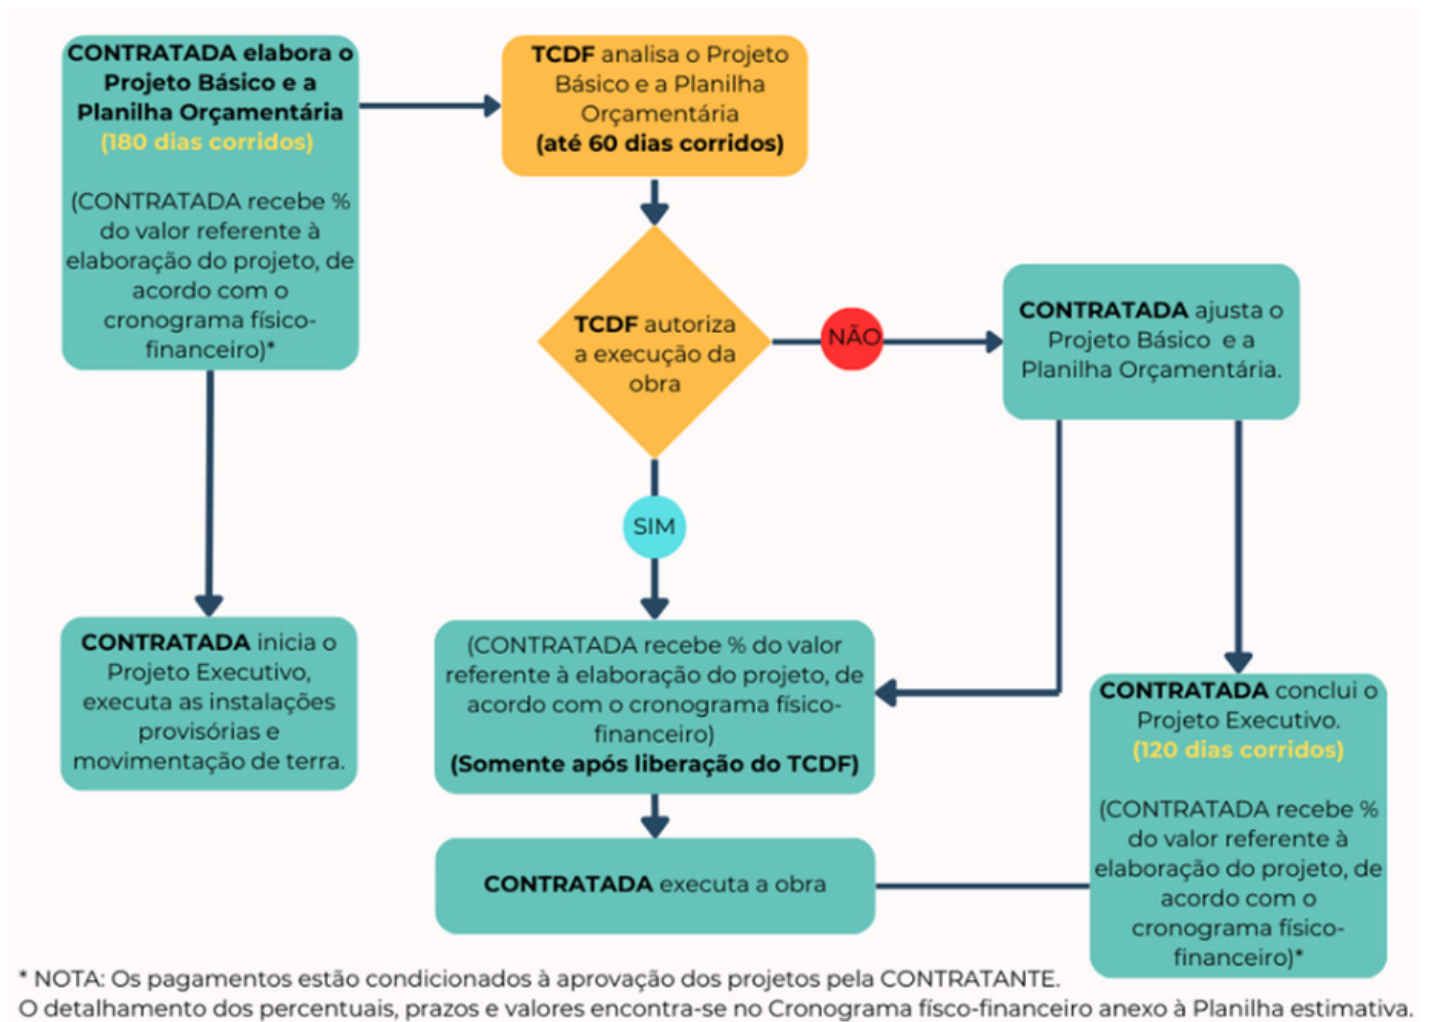 CONTRATADA elabora o
Projeto Básico e a
Planilha Orçamentária
(180 dias corridos)
(CONTRATADA recebe %
do valor referente à
elaboração do projeto, de
acordo com o
cronograma físico-
financeiro)*
TCDF analisa o Projeto
Básico e a Planilha
Orçamentária
(até 60 dias corridos)
TCDF autoriza
a execução da
obra
NÃO
CONTRATADA ajusta o
Projeto Básico e a
Planilha Orçamentária.
SIM
CONTRATADA inicia o
Projeto Executivo,
executa as instalações
provisórias e
movimentação de terra.
(CONTRATADA recebe % do valor
referente à elaboração do projeto, de
acordo com o cronograma físico-
financeiro)
(Somente após liberação do TCDF)
CONTRATADA executa a obra
CONTRATADA conclui o
Projeto Executivo.
(120 dias corridos)
(CONTRATADA recebe %
do valor referente à
elaboração do projeto, de
acordo com o
cronograma físico-
financeiro)*
* NOTA: Os pagamentos estão condicionados à aprovação dos projetos pela CONTRATANTE.
O detalhamento dos percentuais, prazos e valores encontra-se no Cronograma físco-financeiro anexo à Planilha estimativa.